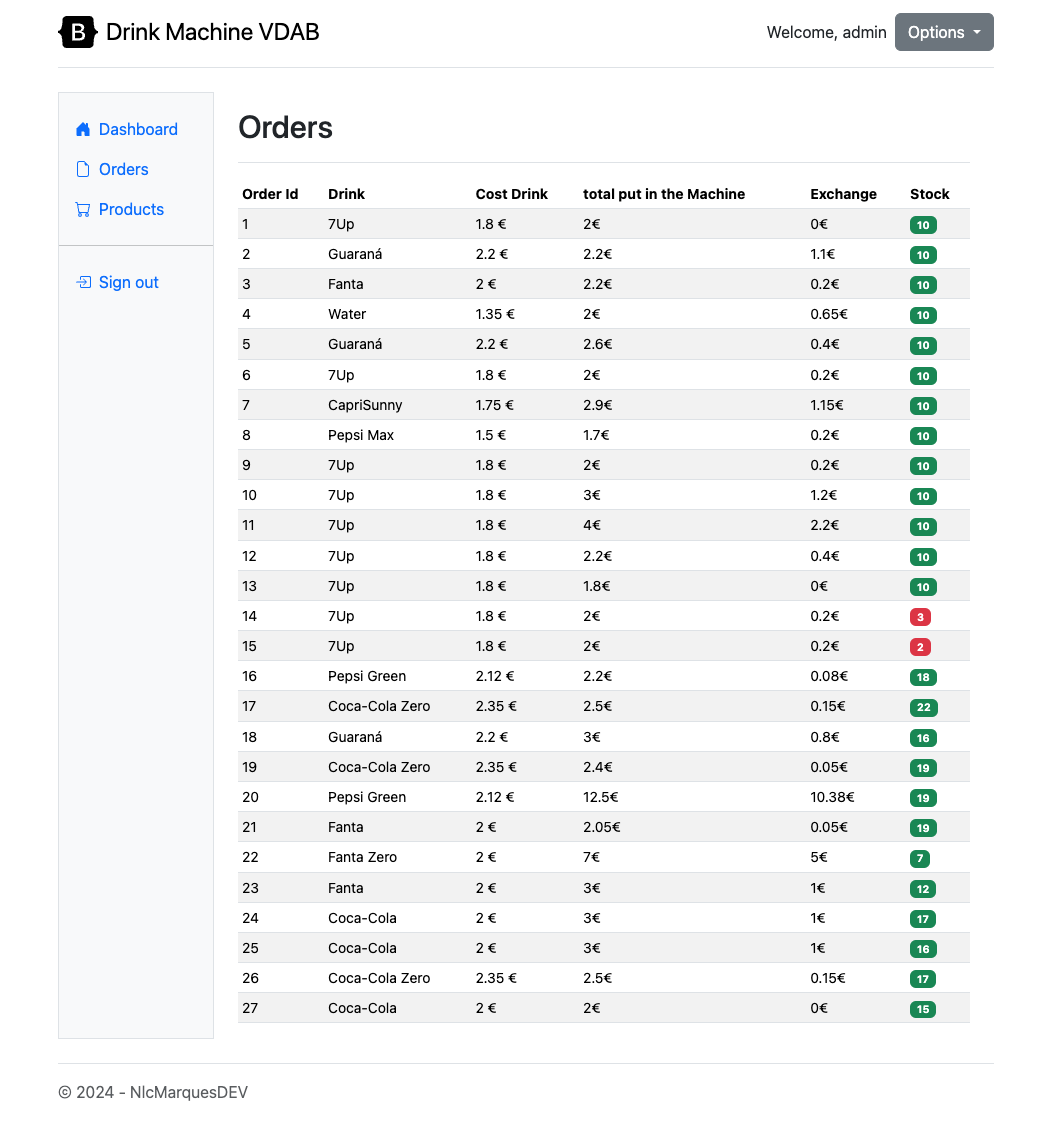 B Drink Machine VDAB
Welcome, admin Options
Dashboard
Orders
Products
Sign out
Orders
Order Id Drink Cost Drink total put in the Machine Exchange Stock
1 7Up 1.8 € 2€ 0€ 10
2 Guaraná 2.2 € 2.2€ 1.1€ 10
3 Fanta 2 € 2.2€ 0.2€ 10
4 Water 1.35 € 2€ 0.65€ 10
5 Guaraná 2.2 € 2.6€ 0.4€ 10
6 7Up 1.8 € 2€ 0.2€ 10
7 CapriSunny 1.75 € 2.9€ 1.15€ 10
8 Pepsi Max 1.5 € 1.7€ 0.2€ 10
9 7Up 1.8 € 2€ 0.2€ 10
10 7Up 1.8 € 3€ 1.2€ 10
11 7Up 1.8 € 4€ 2.2€ 10
12 7Up 1.8 € 2.2€ 0.4€ 10
13 7Up 1.8 € 1.8€ 0€ 10
14 7Up 1.8 € 2€ 0.2€ 3
15 7Up 1.8 € 2€ 0.2€ 2
16 Pepsi Green 2.12 € 2.2€ 0.08€ 18
17 Coca-Cola Zero 2.35 € 2.5€ 0.15€ 22
18 Guaraná 2.2 € 3€ 0.8€ 16
19 Coca-Cola Zero 2.35 € 2.4€ 0.05€ 19
20 Pepsi Green 2.12 € 12.5€ 10.38€ 19
21 Fanta 2 € 2.05€ 0.05€ 19
22 Fanta Zero 2 € 7€ 5€ 7
23 Fanta 2 € 3€ 1€ 12
24 Coca-Cola 2 € 3€ 1€ 17
25 Coca-Cola 2 € 3€ 1€ 16
26 Coca-Cola Zero 2.35 € 2.5€ 0.15€ 17
27 Coca-Cola 2 € 2€ 0€ 15
© 2024 - NlcMarquesDEV